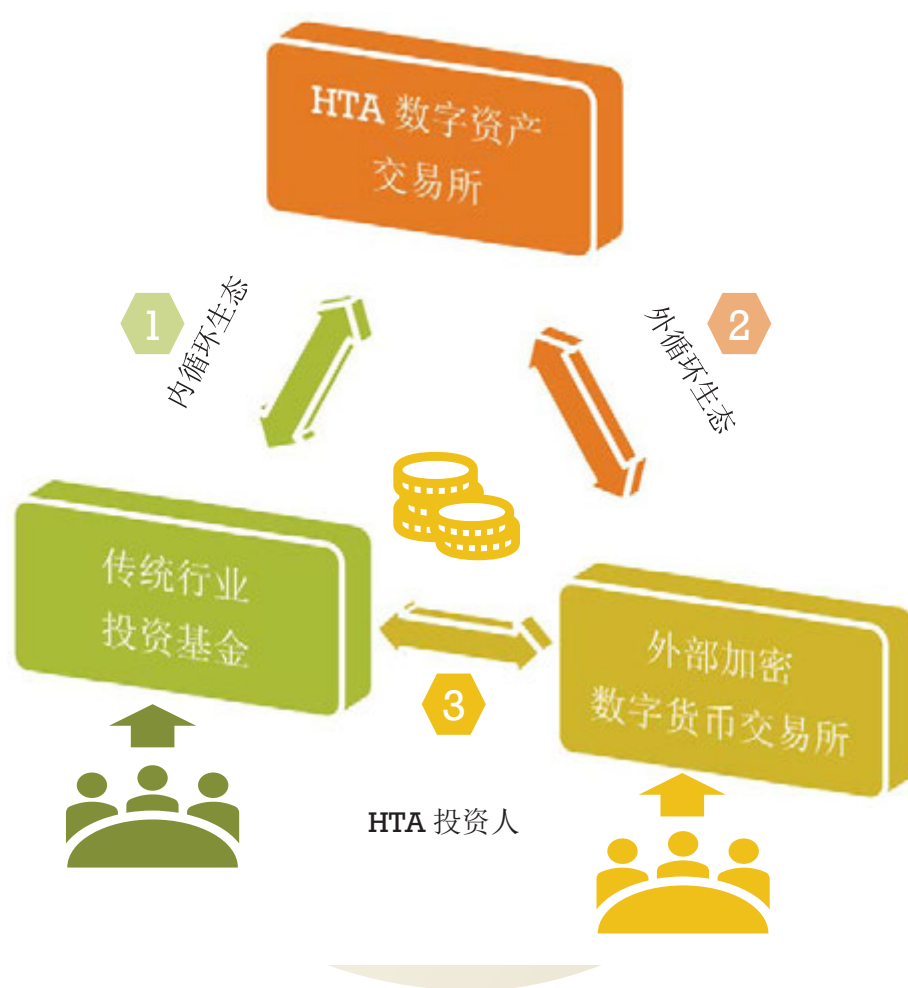 HTA 数字资产
交易所
1
内循环生态
外循环生态
2
传统行业
投资基金
外部加密
数字货币交易所
3
HTA 投资人